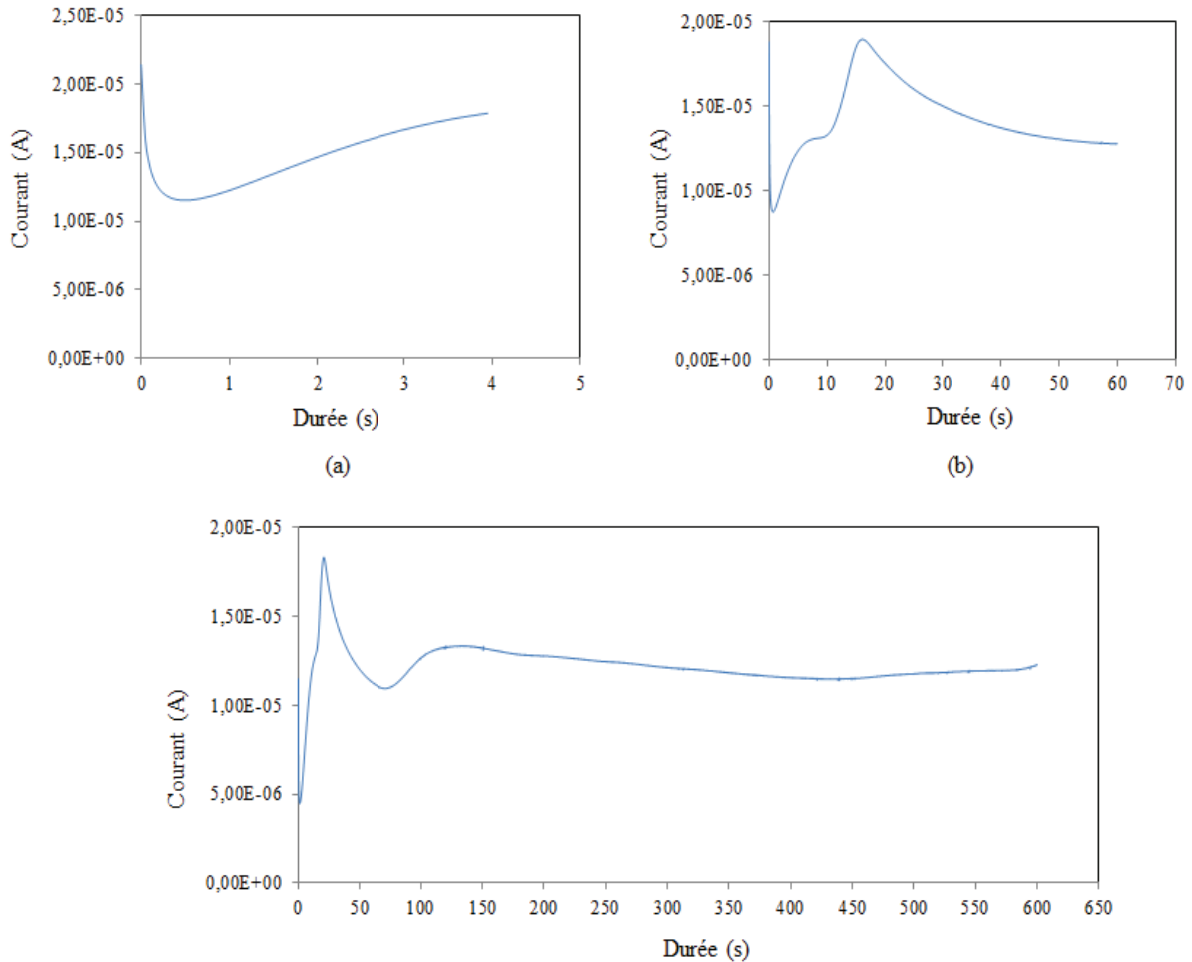 2,50E-05
2,00E-05
1,50E-05
1,00E-05
5,00E-06
0,00E+00
Courant (A)
0 1 2 3 4 5
Durée (s)
(a)
2,00E-05
1,50E-05
1,00E-05
5,00E-06
0,00E+00
Courant (A)
0 10 20 30 40 50 60 70
Durée (s)
(b)
2,00E-05
1,50E-05
1,00E-05
5,00E-06
0,00E+00
Courant (A)
0 50 100 150 200 250 300 350 400 450 500 550 600 650
Durée (s)